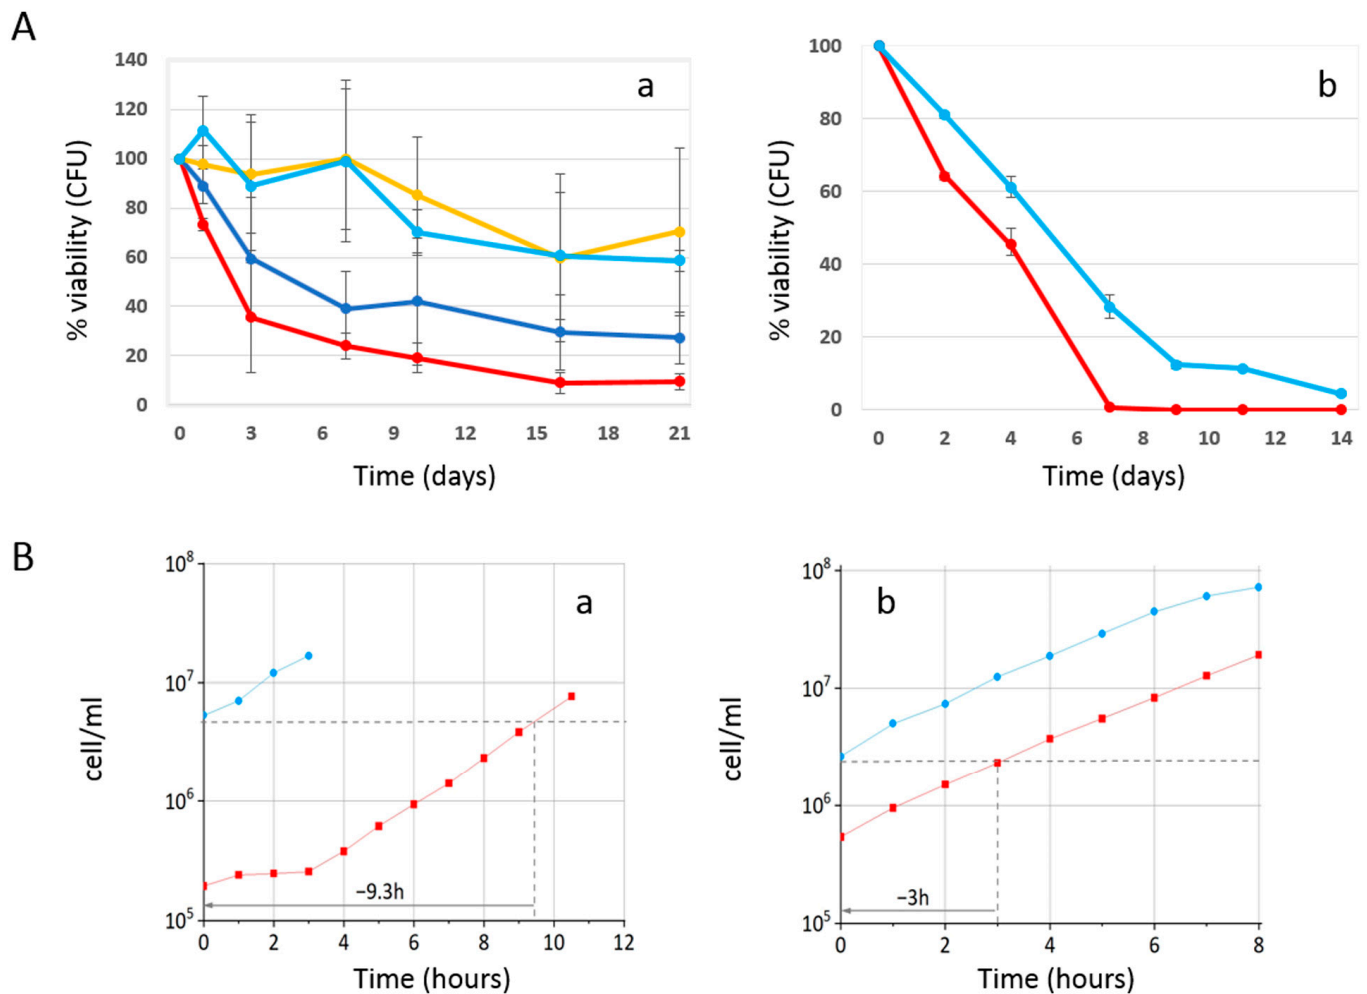 A
a
140
120
100
80
60
40
20
0
% viability (CFU)
0 3 6 9 12 15 18 21
Time (days)
b
100
80
60
40
20
0
% viability (CFU)
0 2 4 6 8 10 12 14
Time (days)
B
a
10⁸
10⁷
10⁶
10⁵
cell/ml
−9.3h
0 2 4 6 8 10 12
Time (hours)
b
10⁸
10⁷
10⁶
10⁵
cell/ml
−3h
0 2 4 6 8
Time (hours)